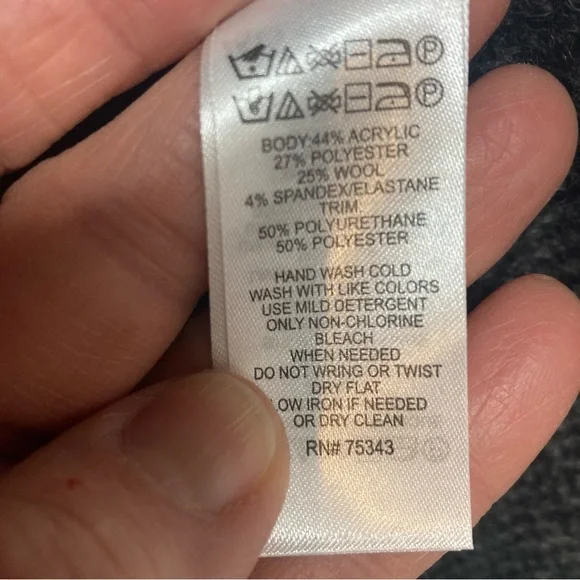 P
P
BODY:44% ACRYLIC
27% POLYESTER
25% WOOL
4% SPANDEX/ELASTANE
TRIM.
50% POLYURETHANE
50% POLYESTER
HAND WASH COLD
WASH WITH LIKE COLORS
USE MILD DETERGENT
ONLY NON-CHLORINE
BLEACH
WHEN NEEDED
DO NOT WRING OR TWIST
DRY FLAT
LOW IRON IF NEEDED
OR DRY CLEAN
RN# 75343